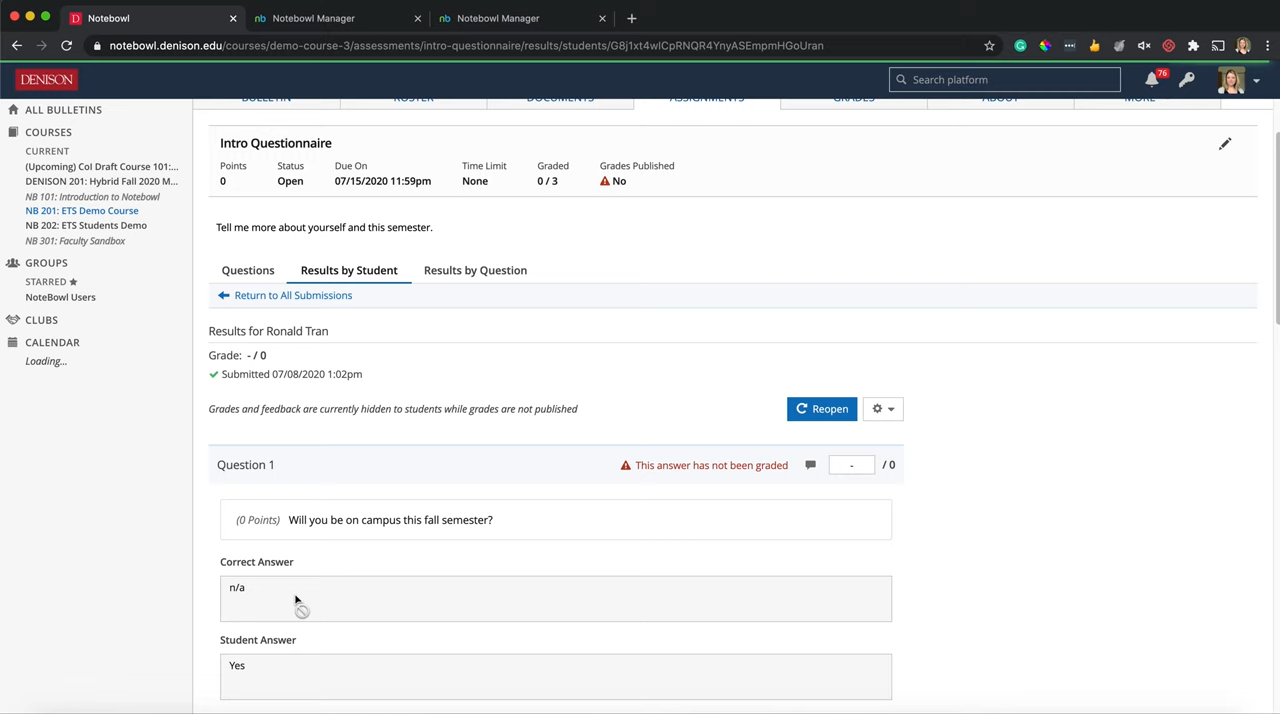 Notebowl
Notebowl Manager
Notebowl Manager
notebowl.denison.edu/courses/demo-course-3/assessments/intro-questionnaire/results/students/G8j1xt4wICpRNQR4YnyASEmpmHGoUran
DENISON
Search platform
76
ALL BULLETINS
COURSES
CURRENT
(Upcoming) Col Draft Course 101:...
DENISON 201: Hybrid Fall 2020 M...
NB 101: Introduction to Notebowl
NB 201: ETS Demo Course
NB 202: ETS Students Demo
NB 301: Faculty Sandbox
GROUPS
STARRED
NoteBowl Users
CLUBS
CALENDAR
Loading...
BULLETIN ROSTER DOCUMENTS ASSIGNMENTS GRADES ABOUT MORE
Intro Questionnaire
Points Status Due On Time Limit Graded Grades Published
0 Open 07/15/2020 11:59pm None 0 / 3 No
Tell me more about yourself and this semester.
Questions Results by Student Results by Question
Return to All Submissions
Results for Ronald Tran
Grade: - / 0
Submitted 07/08/2020 1:02pm
Grades and feedback are currently hidden to students while grades are not published
Reopen
Question 1 This answer has not been graded - / 0
(0 Points) Will you be on campus this fall semester?
Correct Answer
n/a
Student Answer
Yes